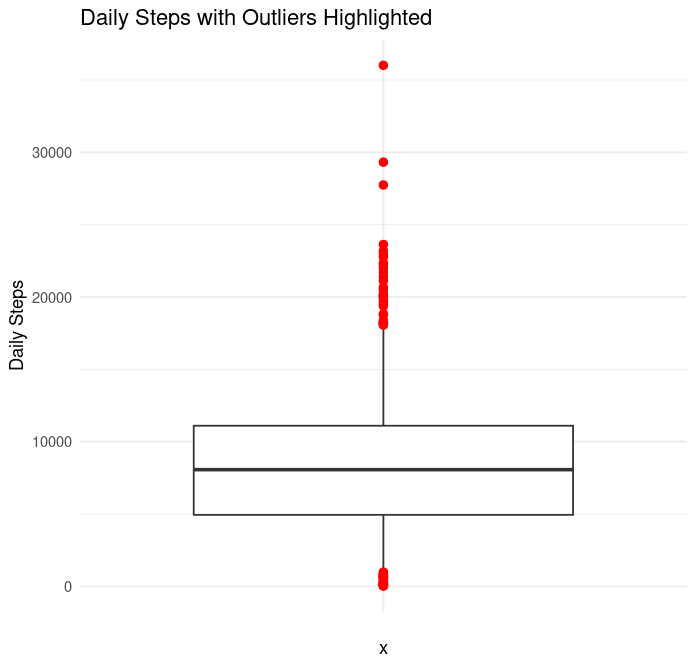 Daily Steps with Outliers Highlighted
30000
20000
10000
0
Daily Steps
x